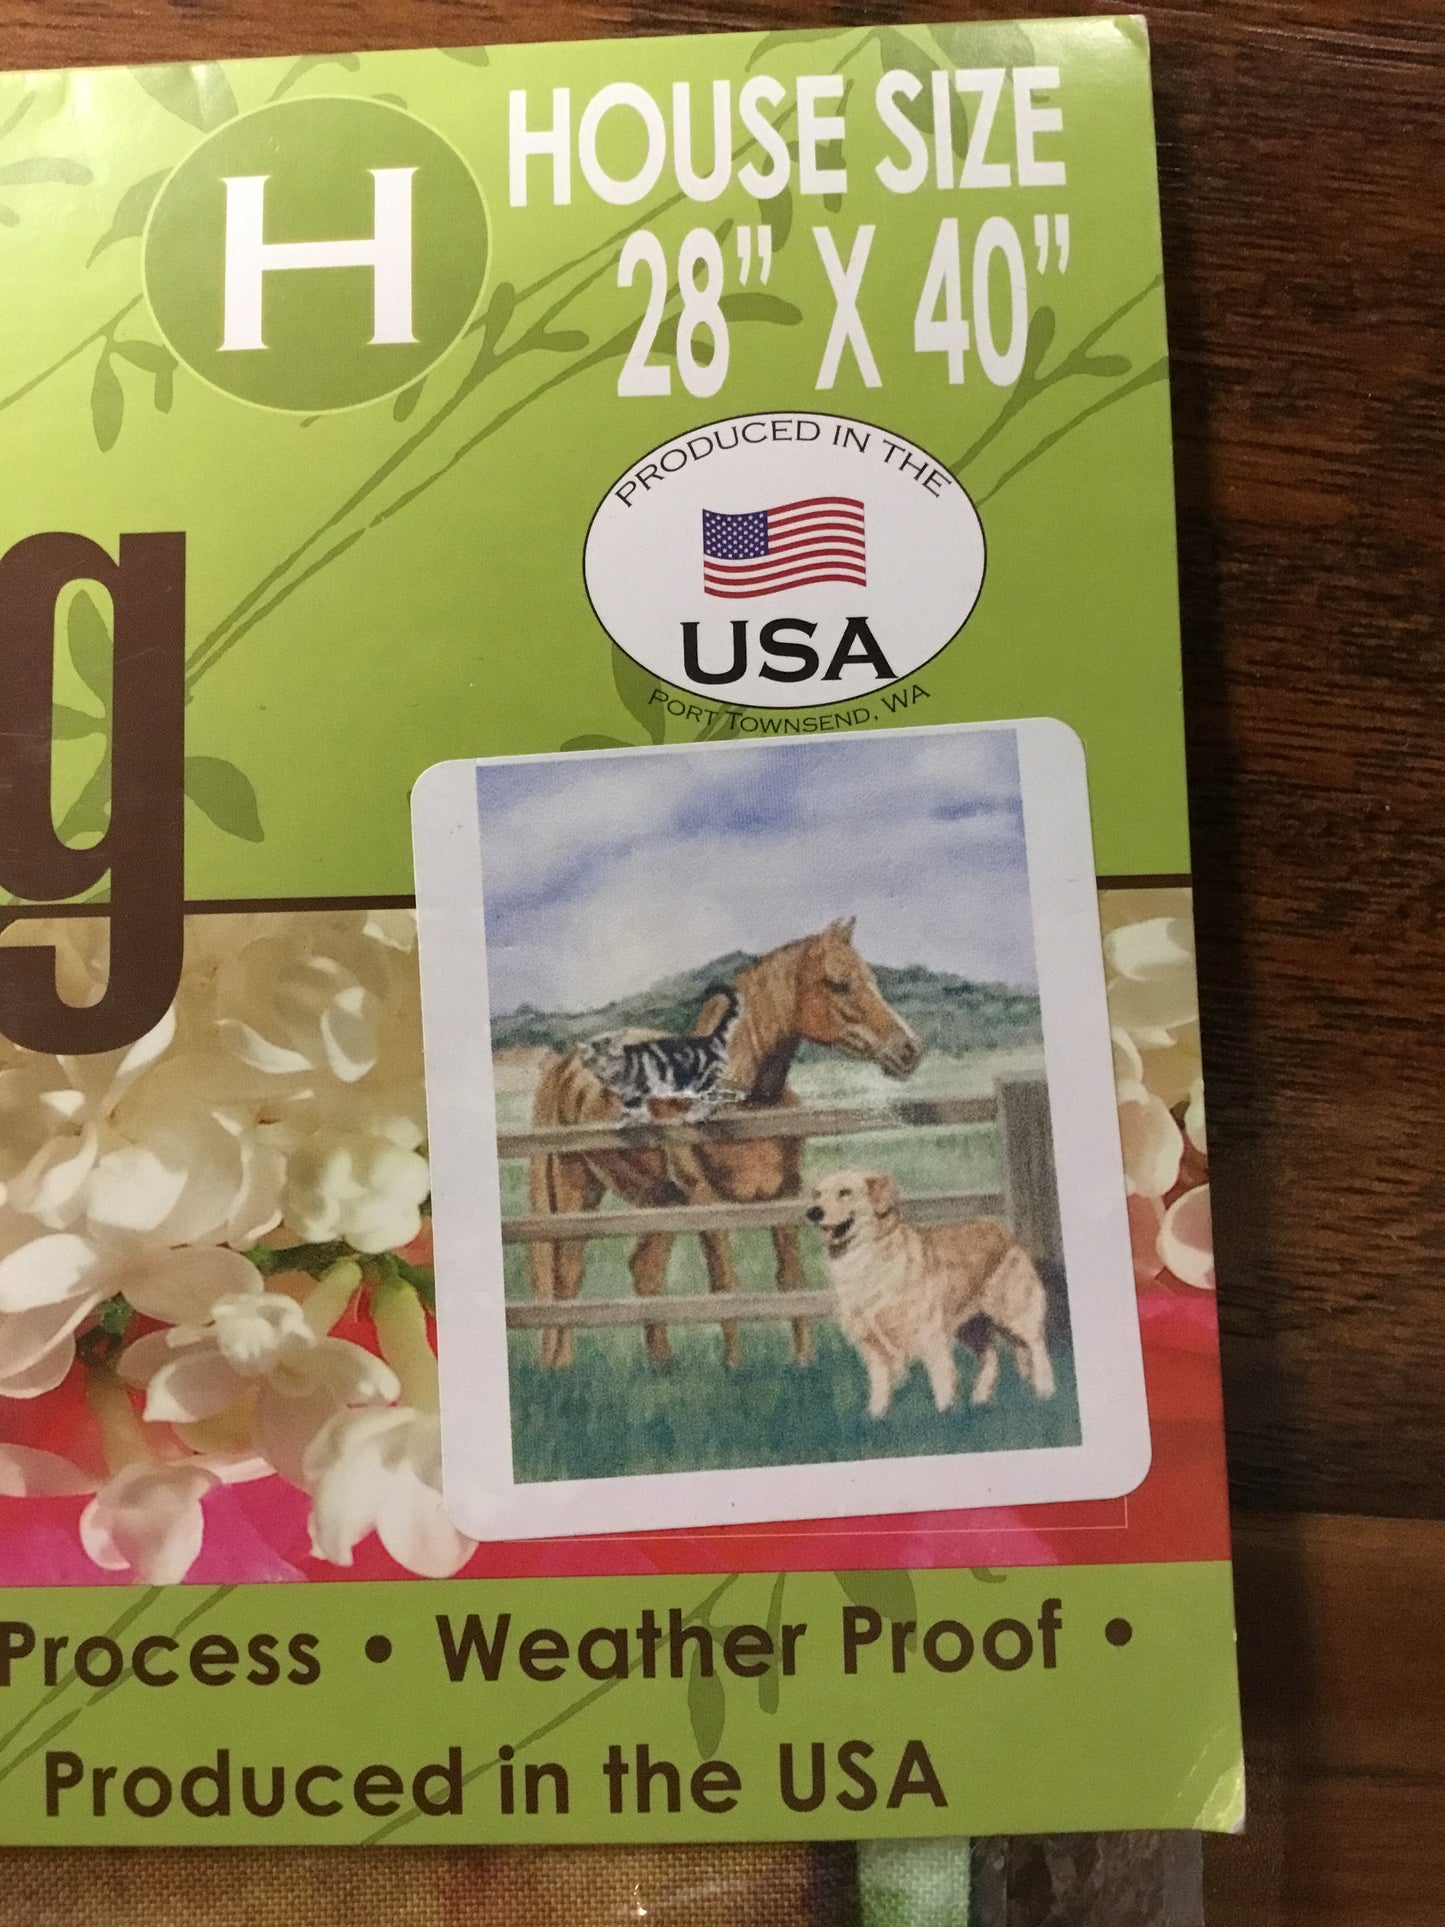 H
HOUSE SIZE
28” X 40”
PRODUCED IN THE
USA
PORT TOWNSEND, WA
g
Process • Weather Proof •
Produced in the USA